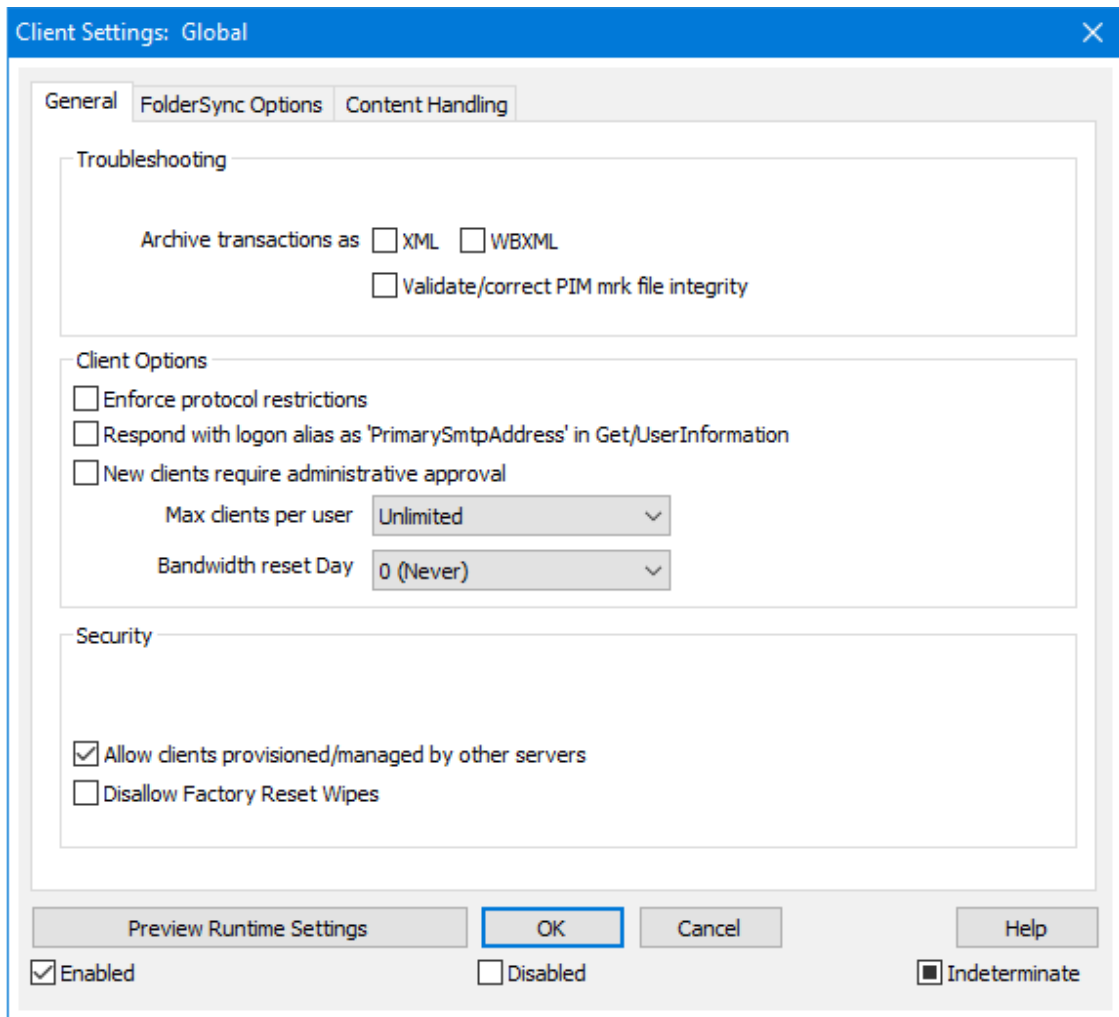 Client Settings: Global
General FolderSync Options Content Handling
Troubleshooting
Archive transactions as XML WBXML
Validate/correct PIM mrk file integrity
Client Options
Enforce protocol restrictions
Respond with logon alias as 'PrimarySmtpAddress' in Get/UserInformation
New clients require administrative approval
Max clients per user Unlimited
Bandwidth reset Day 0 (Never)
Security
Allow clients provisioned/managed by other servers
Disallow Factory Reset Wipes
Preview Runtime Settings OK Cancel Help
Enabled Disabled Indeterminate